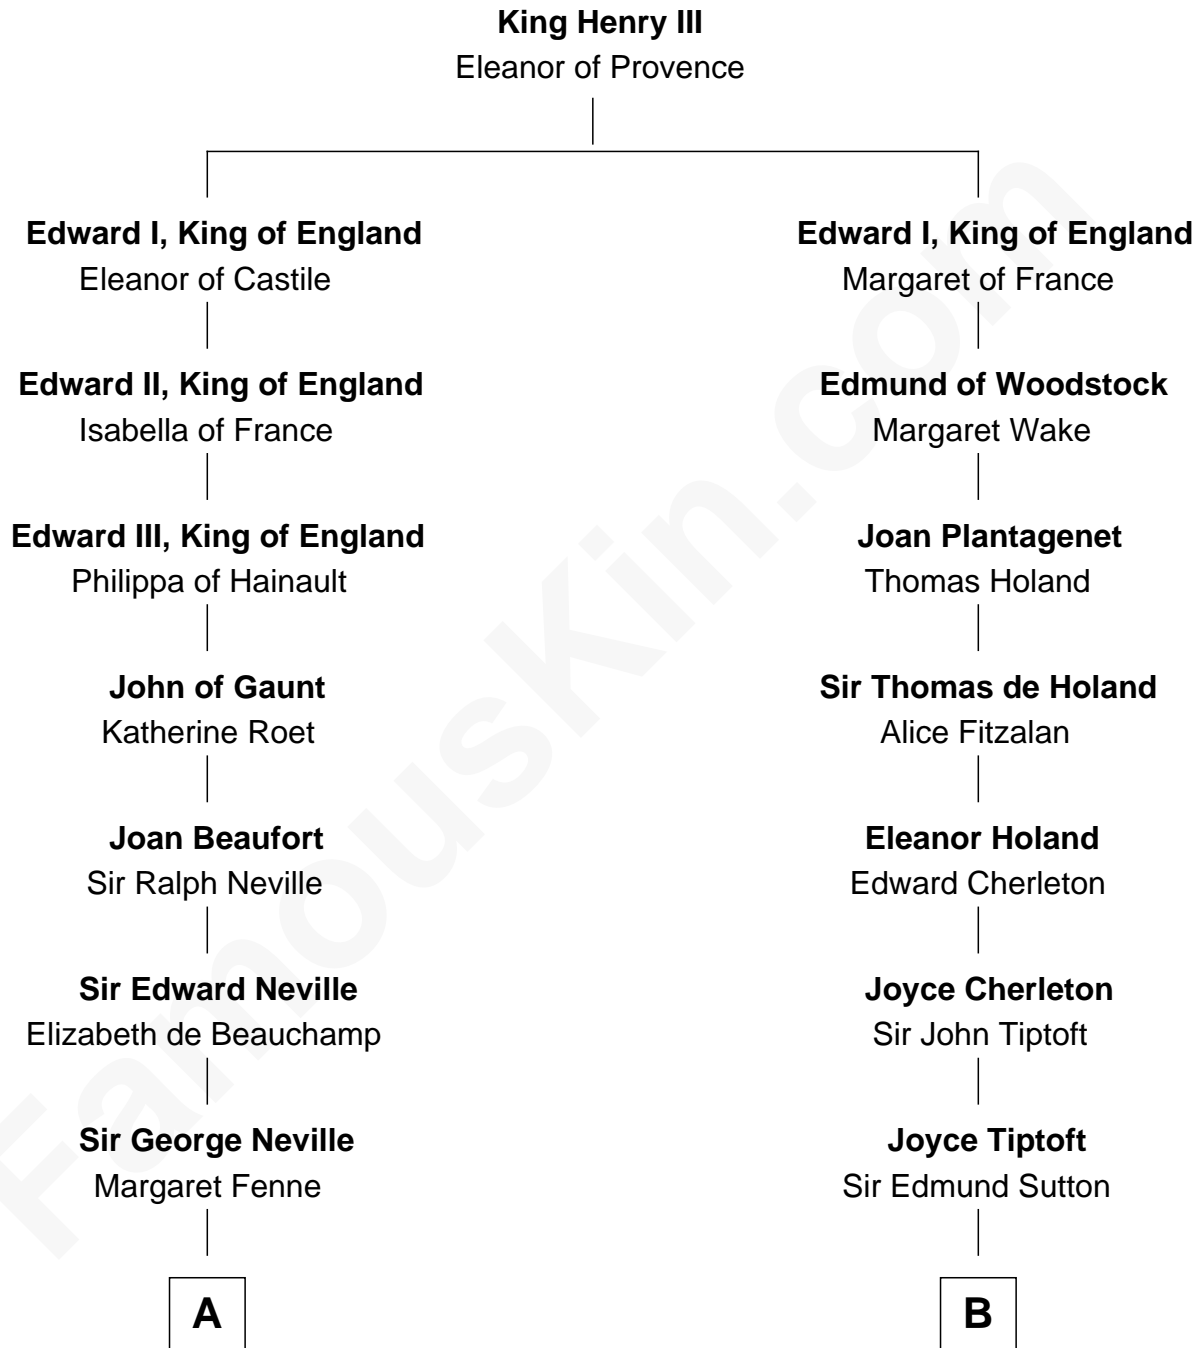 King Henry III
Eleanor of Provence
Edward I, King of England
Eleanor of Castile
Edward I, King of England
Margaret of France
Edward II, King of England
Isabella of France
Edmund of Woodstock
Margaret Wake
Edward III, King of England
Philippa of Hainault
Joan Plantagenet
Thomas Holand
John of Gaunt
Katherine Roet
Sir Thomas de Holand
Alice Fitzalan
Joan Beaufort
Sir Ralph Neville
Eleanor Holand
Edward Cherleton
Sir Edward Neville
Elizabeth de Beauchamp
Joyce Cherleton
Sir John Tiptoft
Sir George Neville
Margaret Fenne
Joyce Tiptoft
Sir Edmund Sutton
A
B
FamousKin.com